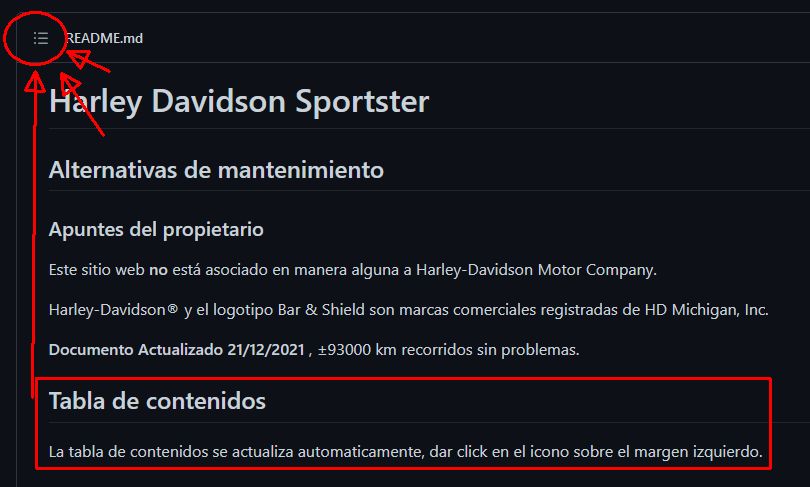 README.md
Harley Davidson Sportster
Alternativas de mantenimiento
Apuntes del propietario
Este sitio web no está asociado en manera alguna a Harley-Davidson Motor Company.
Harley-Davidson® y el logotipo Bar & Shield son marcas comerciales registradas de HD Michigan, Inc.
Documento Actualizado 21/12/2021 , ±93000 km recorridos sin problemas.
Tabla de contenidos
La tabla de contenidos se actualiza automaticamente, dar click en el icono sobre el margen izquierdo.